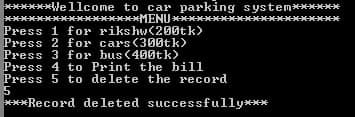 ******Wellcome to car parking system*******
*********************MENU*********************
Press 1 for rikshw(200tk)
Press 2 for cars(300tk)
Press 3 for bus(400tk)
Press 4 to Print the bill
Press 5 to delete the record
5
***Record deleted successfully***